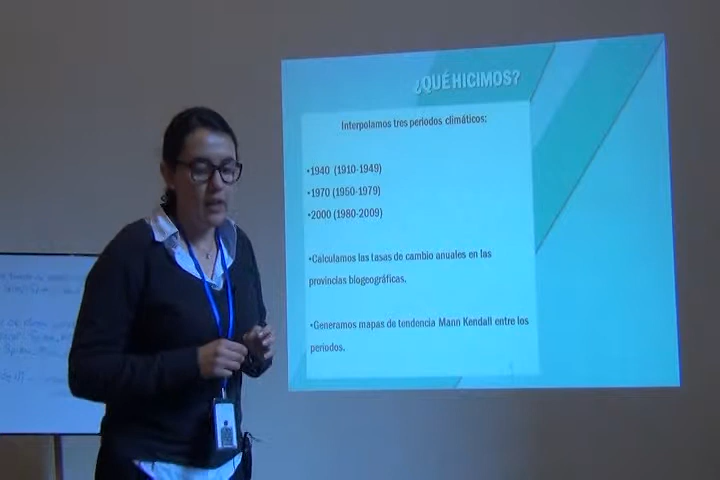 ¿QUÉ HICIMOS?
Interpolamos tres periodos climáticos:
•1940 (1910-1949)
•1970 (1950-1979)
•2000 (1980-2009)
•Calculamos las tasas de cambio anuales en las
provincias biogeográficas.
•Generamos mapas de tendencia Mann Kendall entre los
periodos.